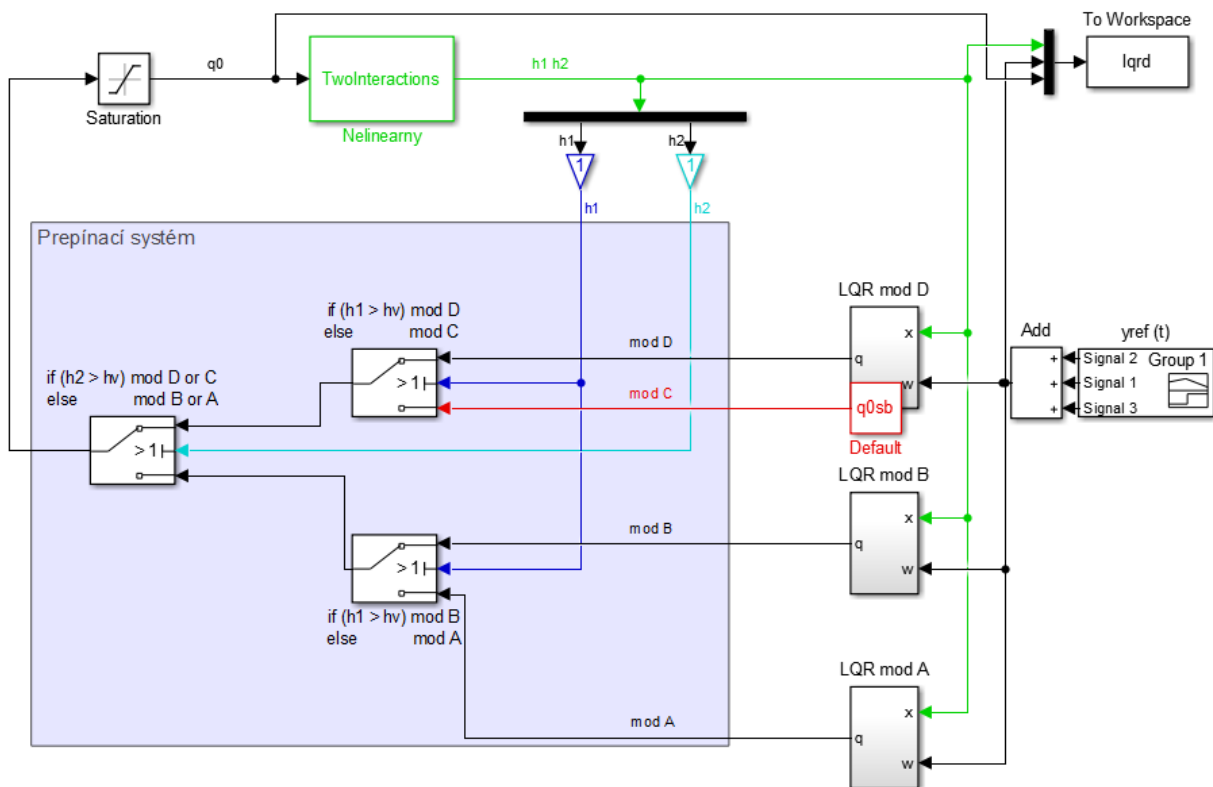 To Workspace
q0
TwoInteractions
h1 h2
lqrd
Saturation
Nelinearny
h1
h2
1
1
h1
h2
Prepínací systém
LQR mod D
if (h1 > hv) mod D
else mod C
mod D
x
q
w
Add
yref (t)
+
+
+
Signal 2
Signal 1
Signal 3
Group 1
> 1
if (h2 > hv) mod D or C
else mod B or A
mod C
q0sb
Default
> 1
LQR mod B
x
mod B
q
w
> 1
if (h1 > hv) mod B
else mod A
LQR mod A
x
mod A
q
w